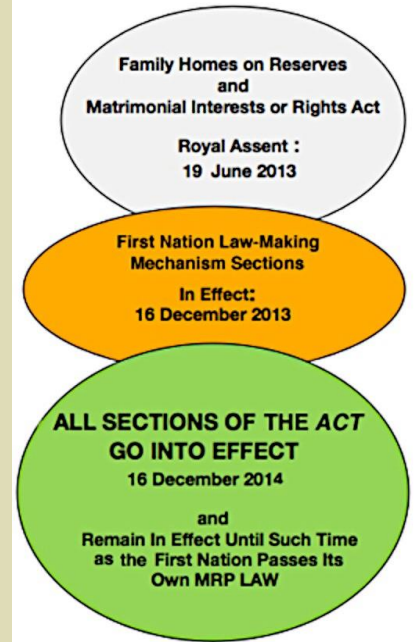 Family Homes on Reserves
and
Matrimonial Interests or Rights Act
Royal Assent :
19 June 2013
First Nation Law-Making
Mechanism Sections
In Effect:
16 December 2013
ALL SECTIONS OF THE ACT
GO INTO EFFECT
16 December 2014
and
Remain In Effect Until Such Time
as the First Nation Passes Its
Own MRP LAW